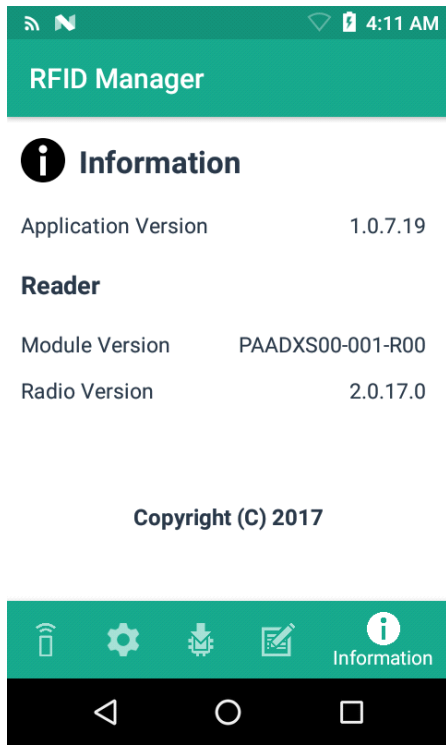 4:11 AM
RFID Manager
Information
Application Version 1.0.7.19
Reader
Module Version PAADXS00-001-R00
Radio Version 2.0.17.0
Copyright (C) 2017
Information